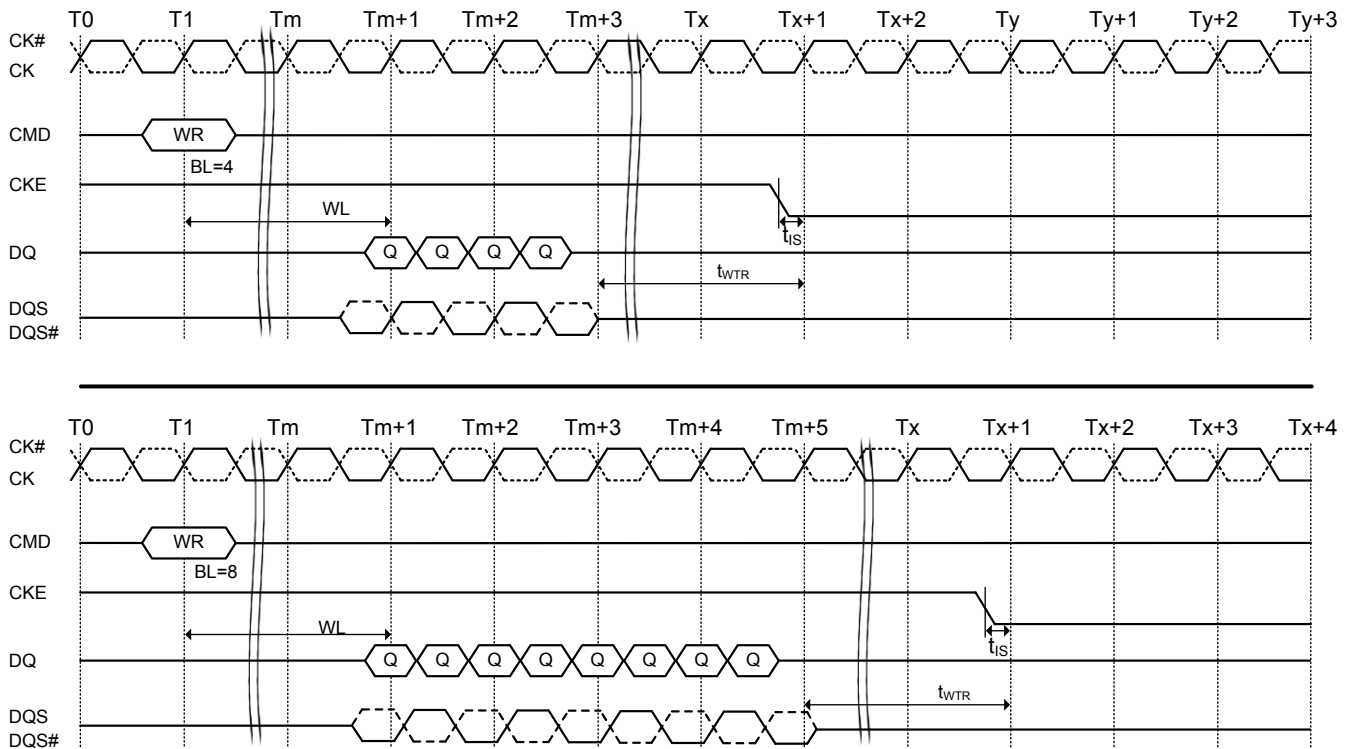 T0 T1 Tm Tm+1 Tm+2 Tm+3 Tx Tx+1 Tx+2 Ty Ty+1 Ty+2 Ty+3
CK#
CK
CMD WR
BL=4
CKE
WL
tIS
DQ Q Q Q Q
tWTR
DQS
DQS#
T0 T1 Tm Tm+1 Tm+2 Tm+3 Tm+4 Tm+5 Tx Tx+1 Tx+2 Tx+3 Tx+4
CK#
CK
CMD WR
BL=8
CKE
WL
tIS
DQ Q Q Q Q Q Q Q Q
tWTR
DQS
DQS#